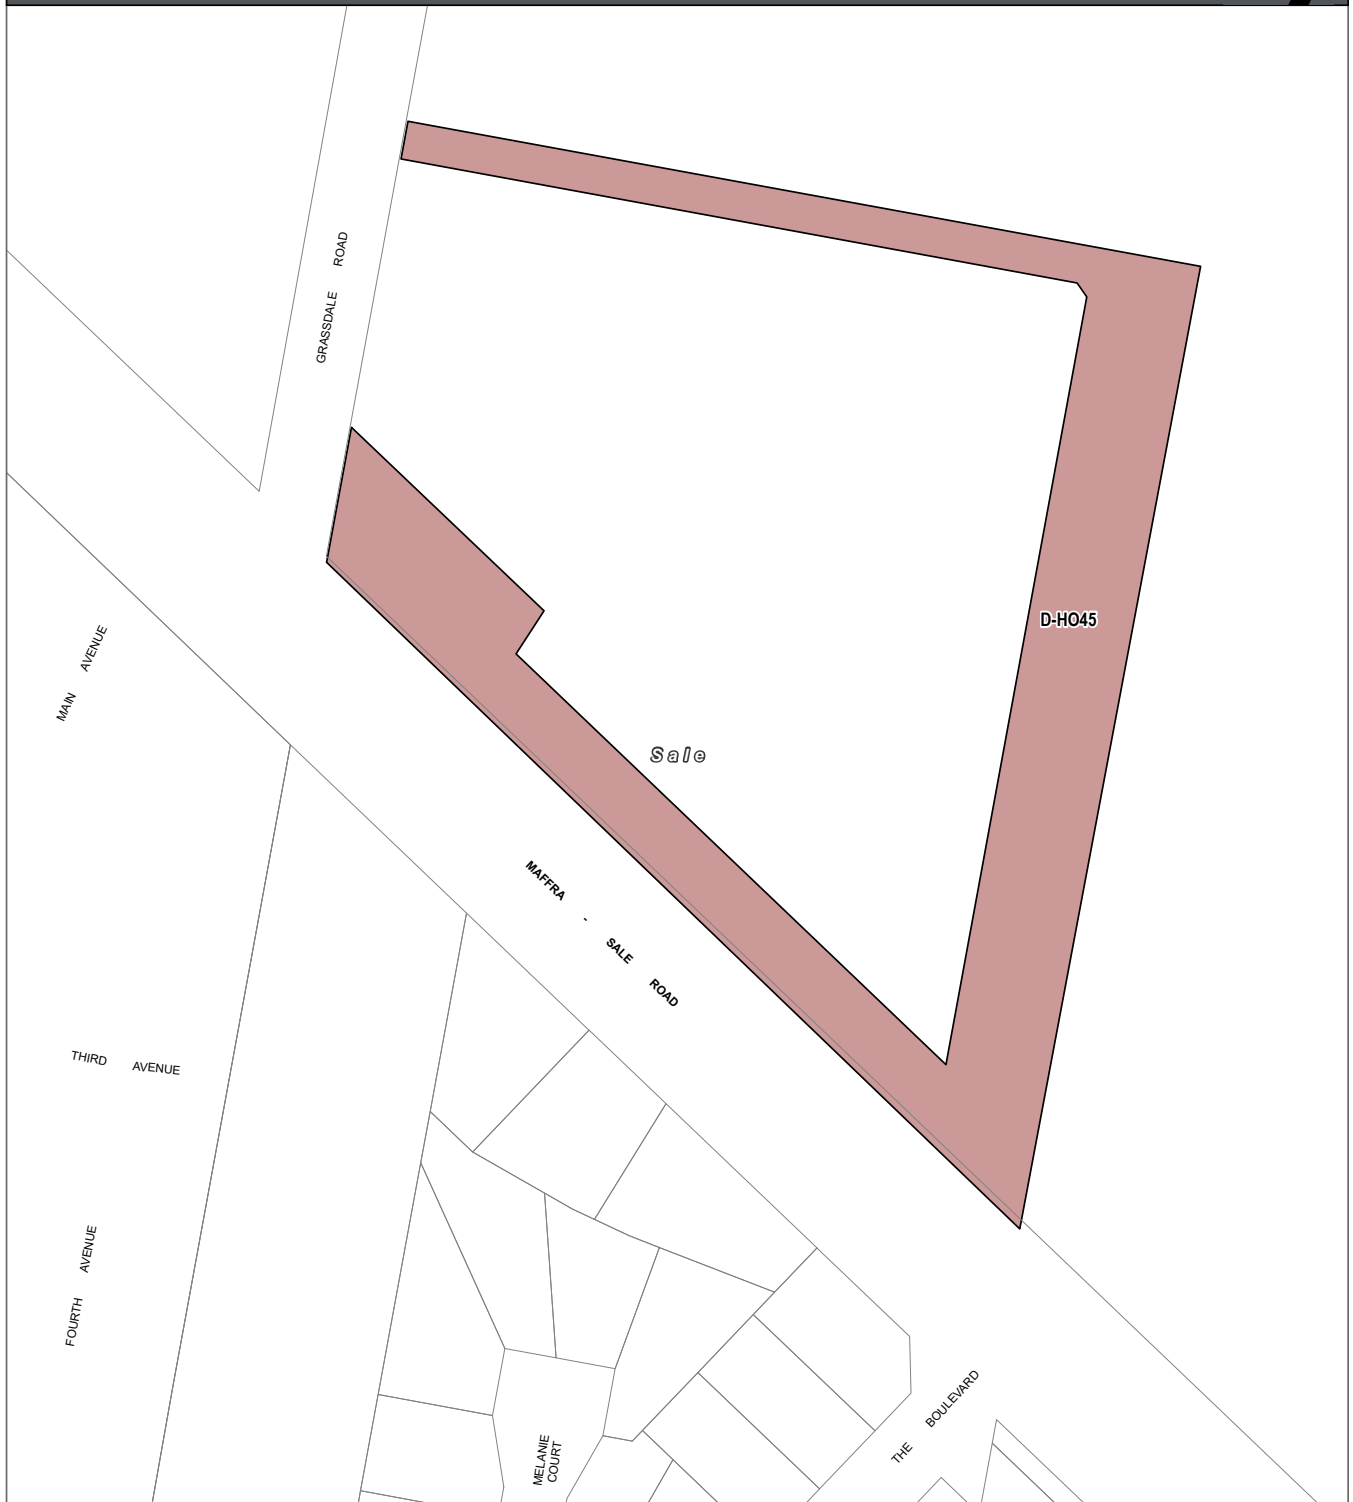 GRASSDALE ROAD
D-HO45
MAIN AVENUE
Sale
MAFFRA - SALE ROAD
THIRD AVENUE
FOURTH AVENUE
THE BOULEVARD
MELANIE
COURT